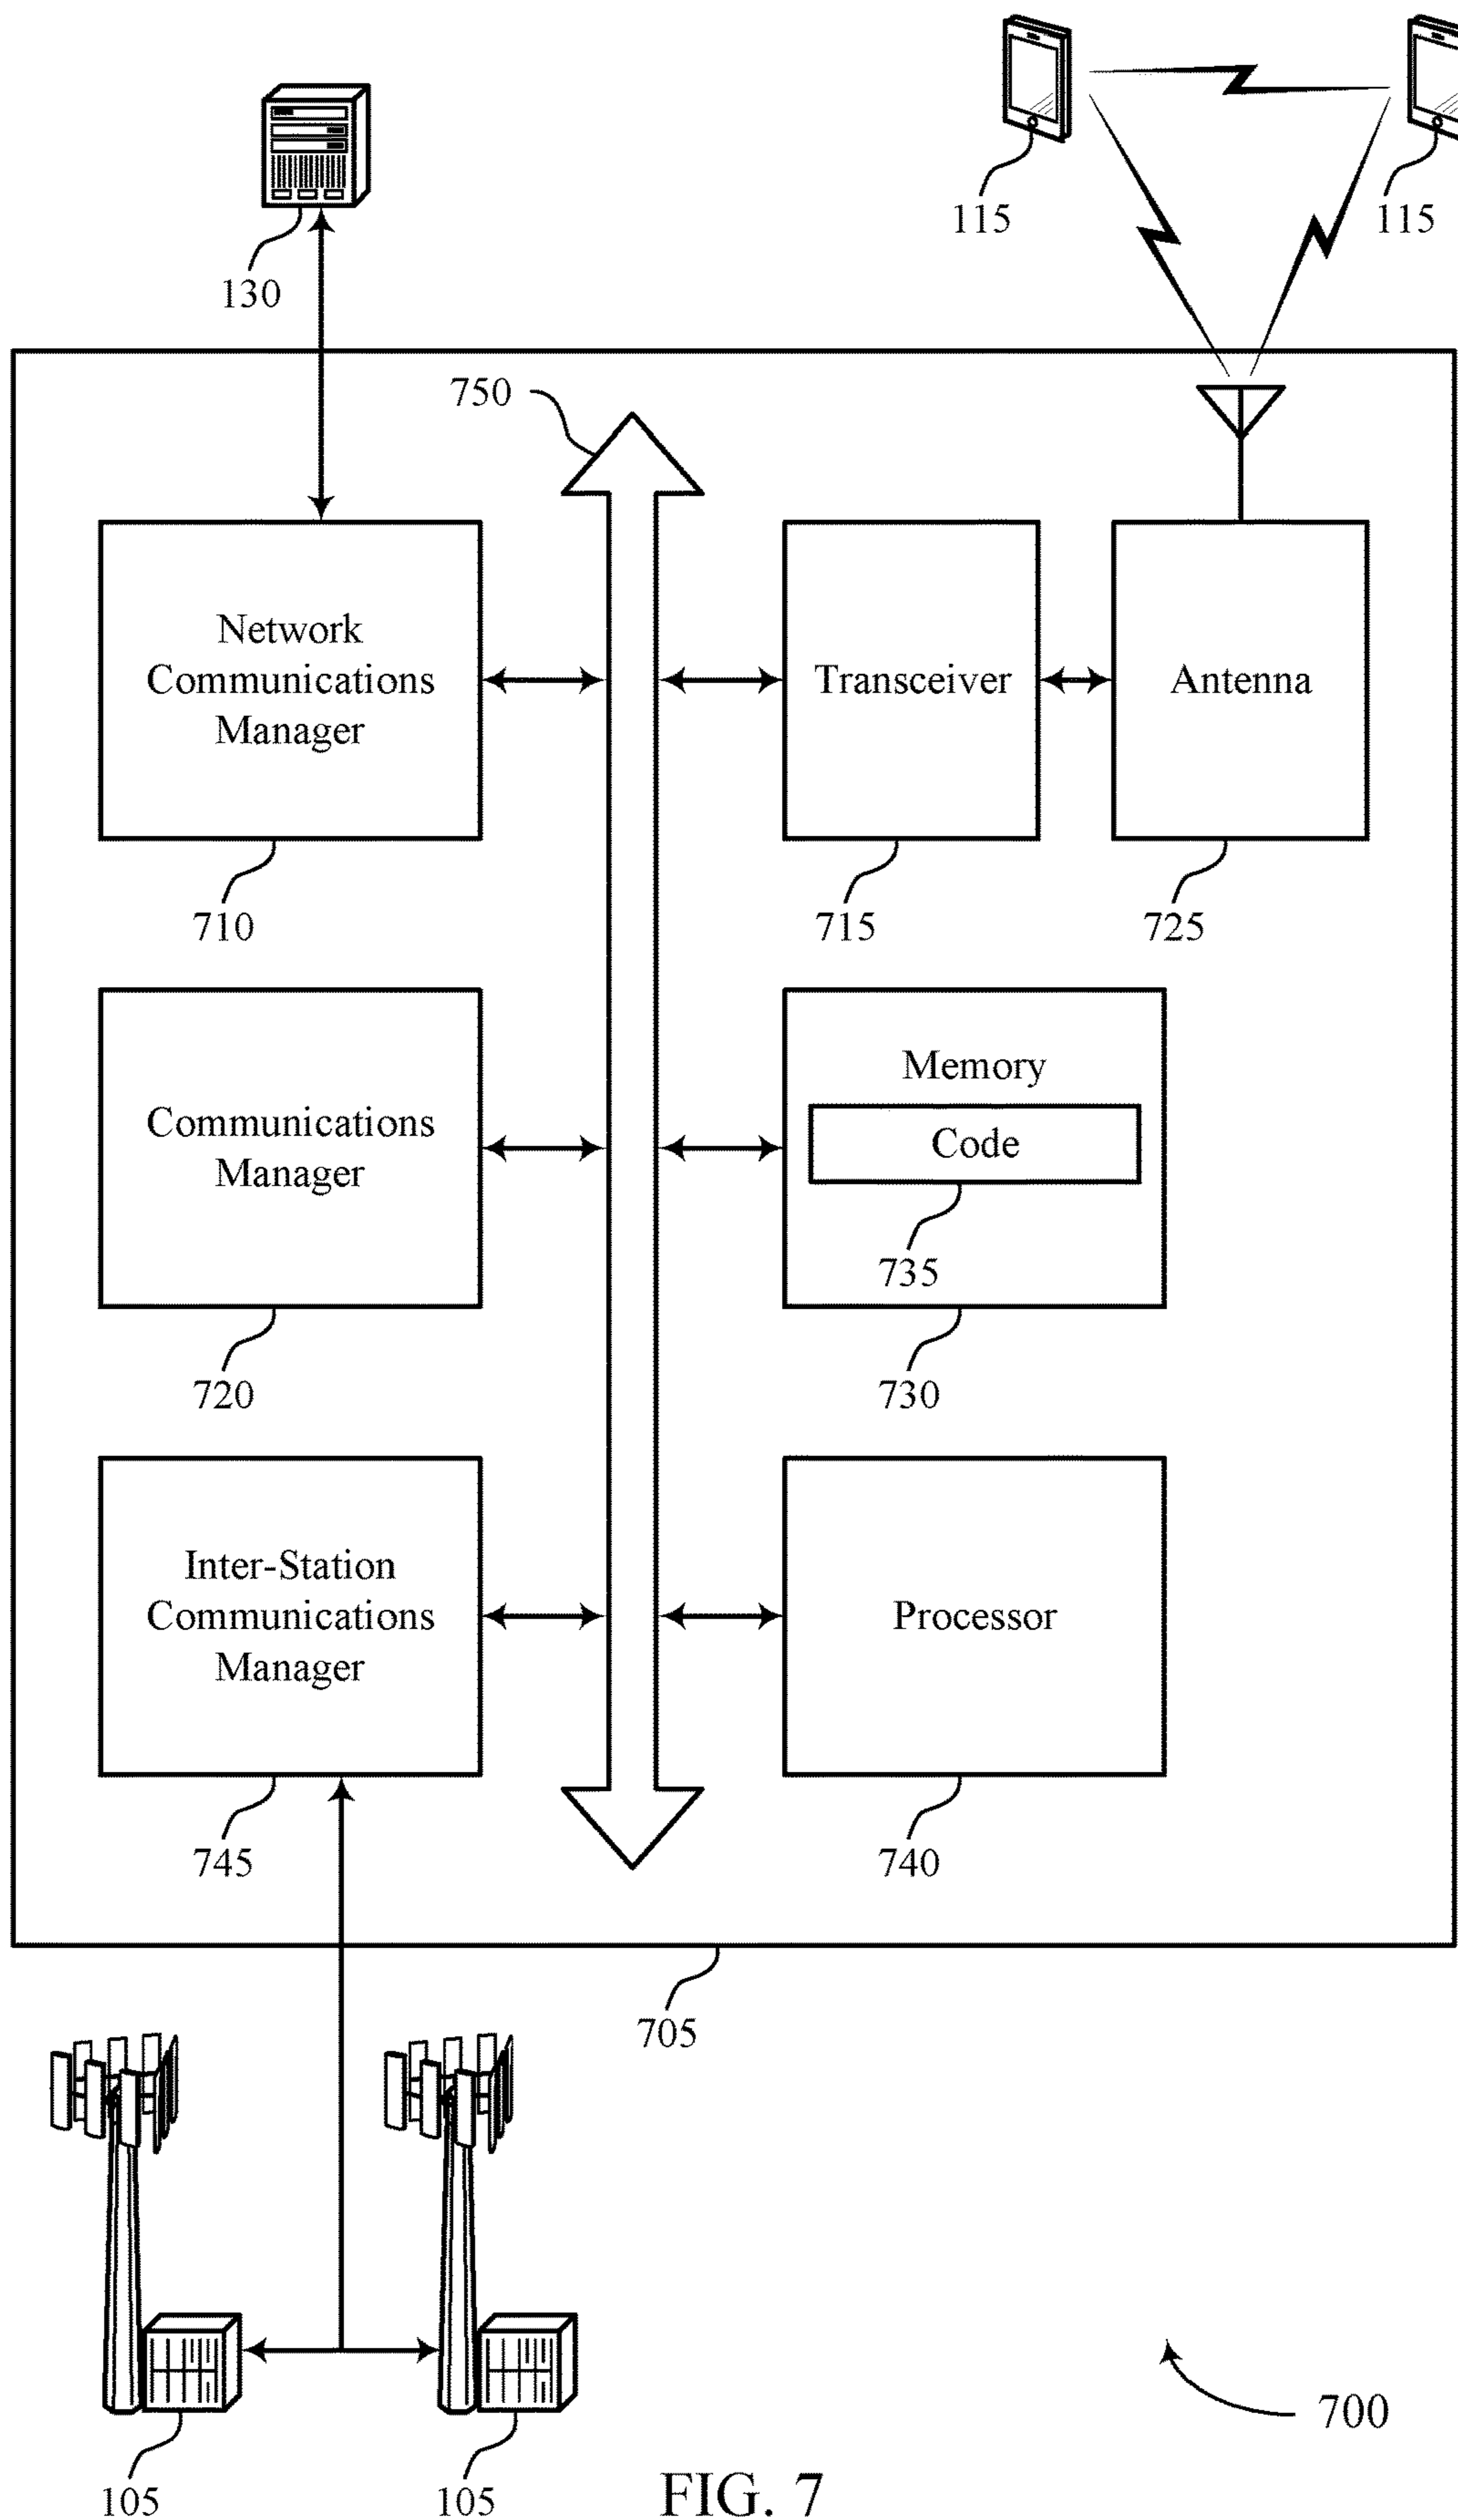 115
115
130
750
Network
Communications
Manager
Transceiver
Antenna
710
715
725
Communications
Manager
Memory
Code
735
720
730
Inter-Station
Communications
Manager
Processor
745
740
705
700
105
105
FIG. 7